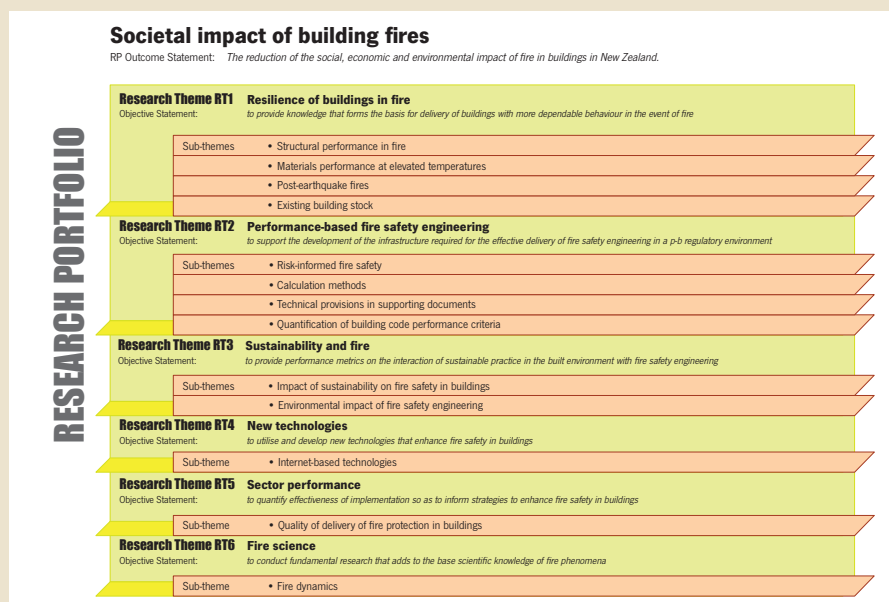 Societal impact of building fires
RP Outcome Statement: The reduction of the social, economic and environmental impact of fire in buildings in New Zealand.
RESEARCH PORTFOLIO
Research Theme RT1 Resilience of buildings in fire
Objective Statement: to provide knowledge that forms the basis for delivery of buildings with more dependable behaviour in the event of fire
Sub-themes • Structural performance in fire
• Materials performance at elevated temperatures
• Post-earthquake fires
• Existing building stock
Research Theme RT2 Performance-based fire safety engineering
Objective Statement: to support the development of the infrastructure required for the effective delivery of fire safety engineering in a p-b regulatory environment
Sub-themes • Risk-informed fire safety
• Calculation methods
• Technical provisions in supporting documents
• Quantification of building code performance criteria
Research Theme RT3 Sustainability and fire
Objective Statement: to provide performance metrics on the interaction of sustainable practice in the built environment with fire safety engineering
Sub-themes • Impact of sustainability on fire safety in buildings
• Environmental impact of fire safety engineering
Research Theme RT4 New technologies
Objective Statement: to utilise and develop new technologies that enhance fire safety in buildings
Sub-theme • Internet-based technologies
Research Theme RT5 Sector performance
Objective Statement: to quantify effectiveness of implementation so as to inform strategies to enhance fire safety in buildings
Sub-theme • Quality of delivery of fire protection in buildings
Research Theme RT6 Fire science
Objective Statement: to conduct fundamental research that adds to the base scientific knowledge of fire phenomena
Sub-theme • Fire dynamics